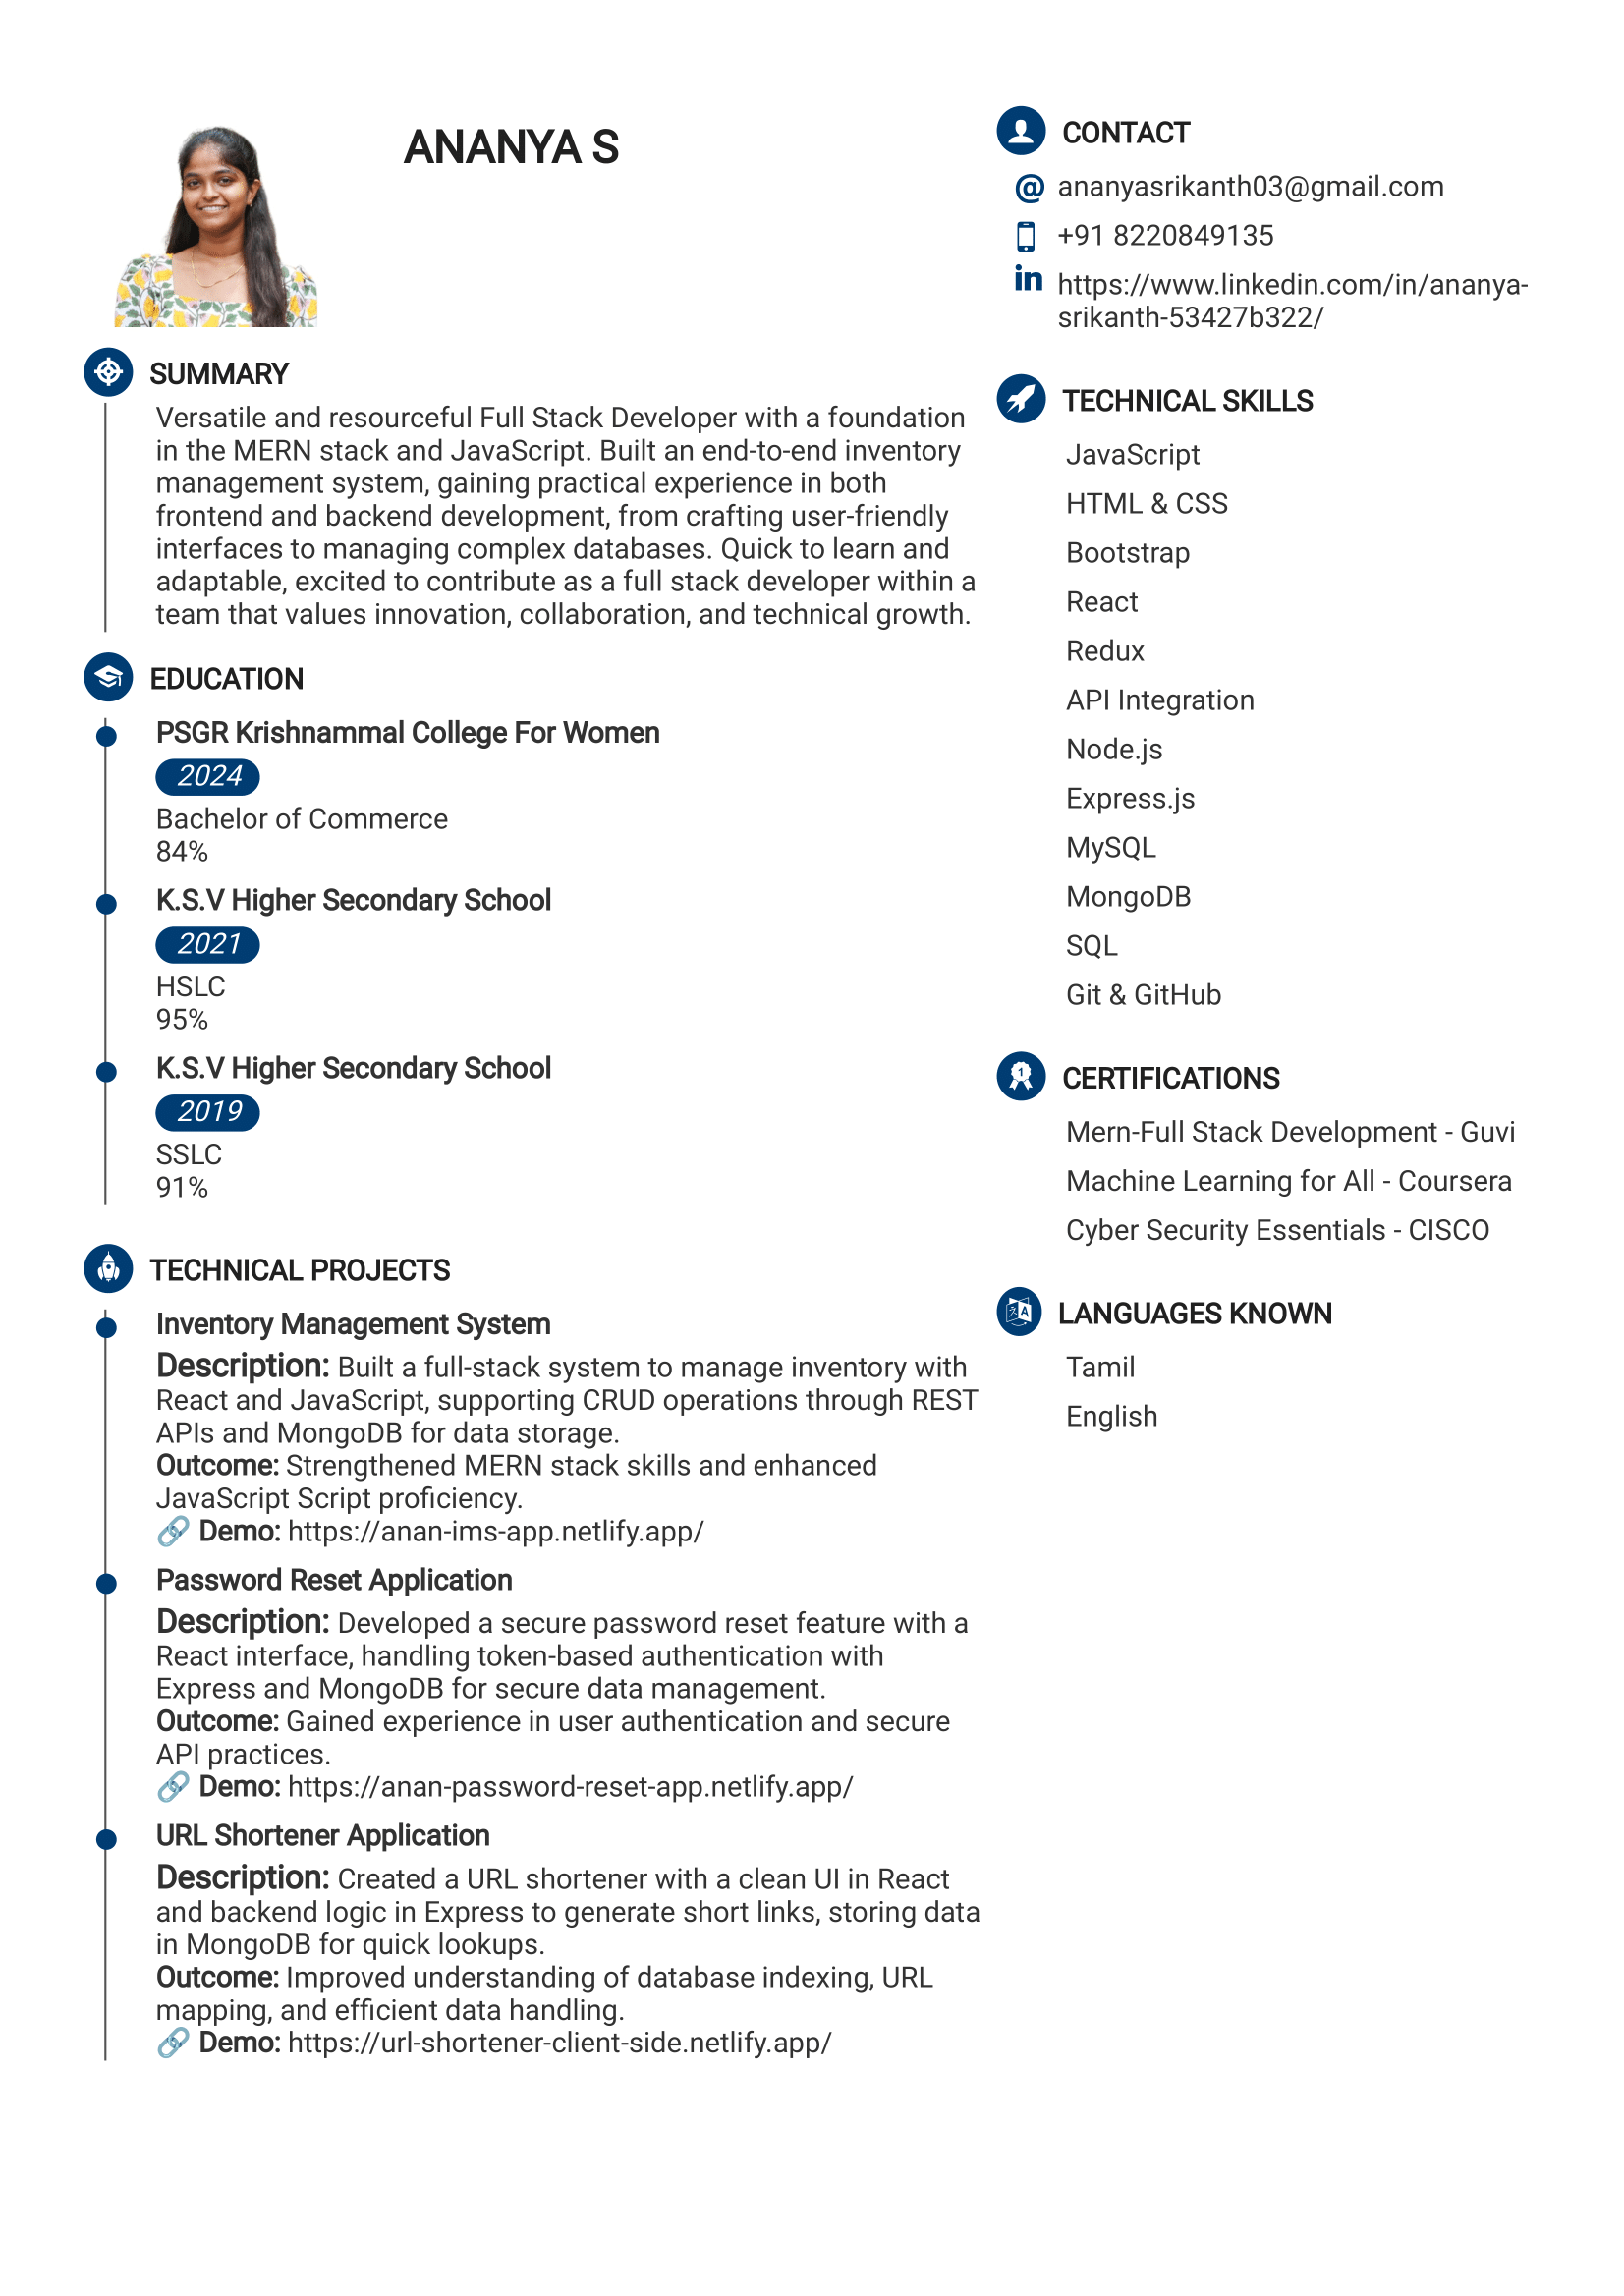 ANANYA S
SUMMARY
Versatile and resourceful Full Stack Developer with a foundation
in the MERN stack and JavaScript. Built an end-to-end inventory
management system, gaining practical experience in both
frontend and backend development, from crafting user-friendly
interfaces to managing complex databases. Quick to learn and
adaptable, excited to contribute as a full stack developer within a
team that values innovation, collaboration, and technical growth.
EDUCATION
PSGR Krishnammal College For Women
2024
Bachelor of Commerce
84%
K.S.V Higher Secondary School
2021
HSLC
95%
K.S.V Higher Secondary School
2019
SSLC
91%
TECHNICAL PROJECTS
Inventory Management System
Description: Built a full-stack system to manage inventory with
React and JavaScript, supporting CRUD operations through REST
APIs and MongoDB for data storage.
Outcome: Strengthened MERN stack skills and enhanced
JavaScript Script proficiency.
🔗 Demo: https://anan-ims-app.netlify.app/
Password Reset Application
Description: Developed a secure password reset feature with a
React interface, handling token-based authentication with
Express and MongoDB for secure data management.
Outcome: Gained experience in user authentication and secure
API practices.
🔗 Demo: https://anan-password-reset-app.netlify.app/
URL Shortener Application
Description: Created a URL shortener with a clean UI in React
and backend logic in Express to generate short links, storing data
in MongoDB for quick lookups.
Outcome: Improved understanding of database indexing, URL
mapping, and efficient data handling.
🔗 Demo: https://url-shortener-client-side.netlify.app/
CONTACT
@ ananyasrikanth03@gmail.com
+91 8220849135
in https://www.linkedin.com/in/ananya-
srikanth-53427b322/
TECHNICAL SKILLS
JavaScript
HTML & CSS
Bootstrap
React
Redux
API Integration
Node.js
Express.js
MySQL
MongoDB
SQL
Git & GitHub
CERTIFICATIONS
Mern-Full Stack Development - Guvi
Machine Learning for All - Coursera
Cyber Security Essentials - CISCO
LANGUAGES KNOWN
Tamil
English